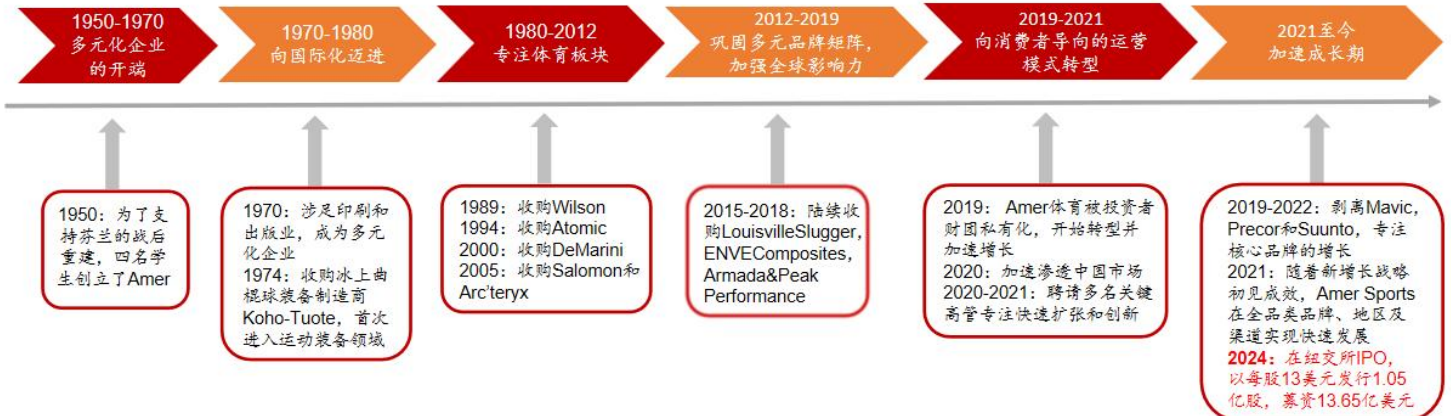 1950-1970
多元化企业
的开端
1970-1980
向国际化迈进
1980-2012
专注体育板块
2012-2019
巩固多元品牌矩阵，
加强全球影响力
2019-2021
向消费者导向的运营
模式转型
2021至今
加速成长期
1950：为了支
持芬兰的战后
重建，四名学
生创立了Amer
1970：涉足印刷和
出版业，成为多元
化企业
1974：收购冰上曲
棍球装备制造商
Koho-Tuote，首次
进入运动装备领域
1989：收购Wilson
1994：收购Atomic
2000：收购DeMarini
2005：收购Salomon和
Arc'teryx
2015-2018：陆续收
购LouisvilleSlugger,
ENVEComposites，
Armada&Peak
Performance
2019： Amer体育被投资者
财团私有化，开始转型并
加速增长
2020：加速渗透中国市场
2020-2021：聘请多名关键
高管专注快速扩张和创新
2019-2022：剥离Mavic,
Precor和Suunto，专注
核心品牌的增长
2021：随着新增长战略
初见成效，Amer Sports
在全品类品牌、地区及
渠道实现快速发展
2024：在纽交所IPO，
以每股13美元发行1.05
亿股，募资13.65亿美元